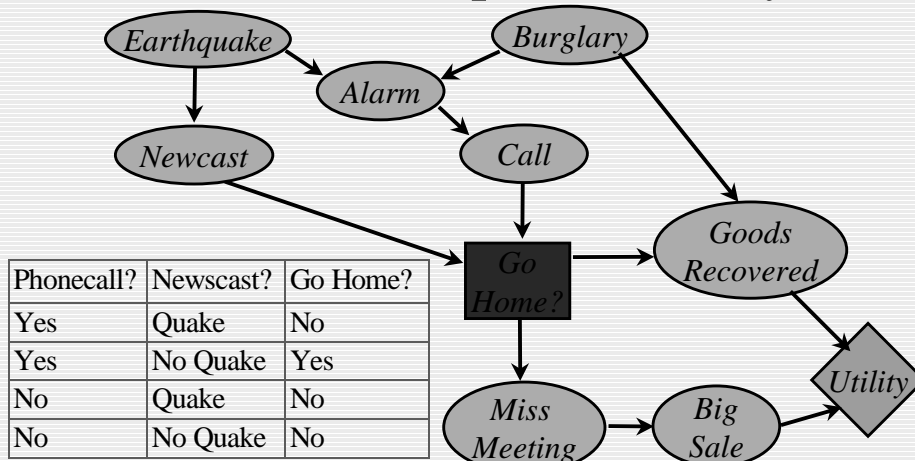 Earthquake
Burglary
Alarm
Newcast
Call
Goods
Recovered
Go
Home?
Phonecall? Newscast? Go Home?
Yes Quake No
Yes No Quake Yes
No Quake No
No No Quake No
Miss
Meeting
Big
Sale
Utility